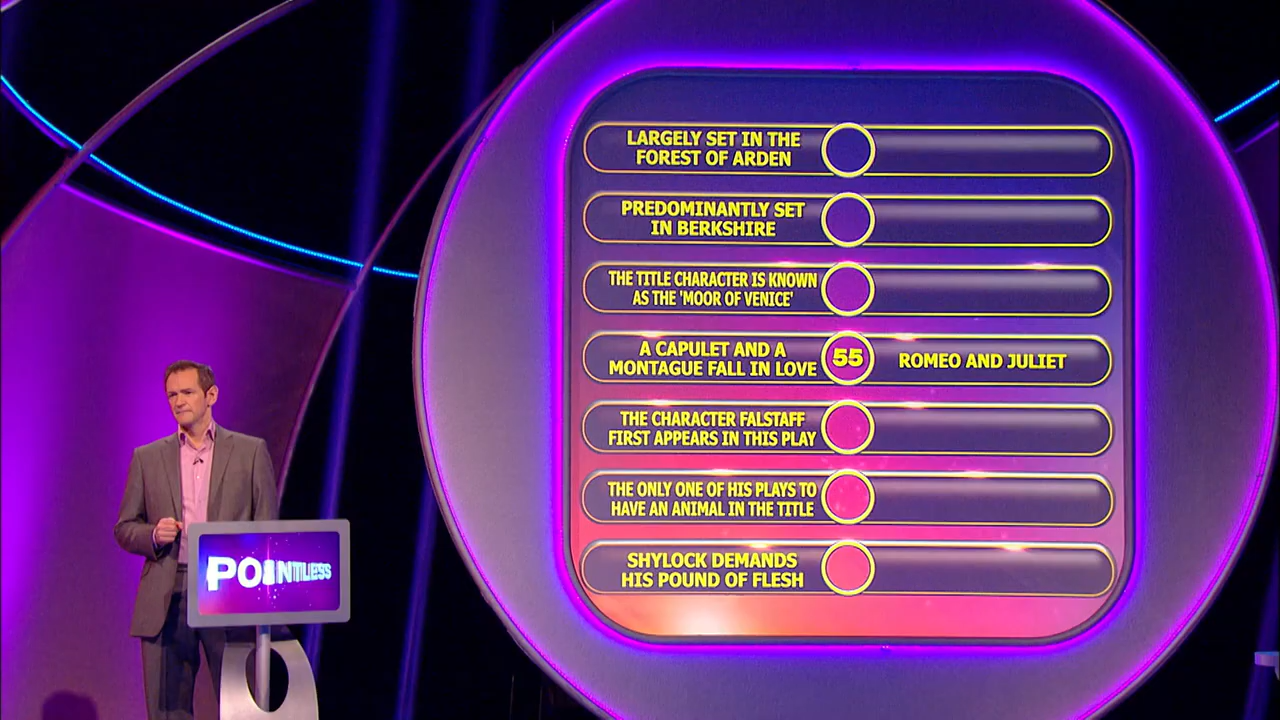 LARGELY SET IN THE
FOREST OF ARDEN
PREDOMINANTLY SET
IN BERKSHIRE
THE TITLE CHARACTER IS KNOWN
AS THE 'MOOR OF VENICE'
A CAPULET AND A
MONTAGUE FALL IN LOVE
55
ROMEO AND JULIET
THE CHARACTER FALSTAFF
FIRST APPEARS IN THIS PLAY
THE ONLY ONE OF HIS PLAYS TO
HAVE AN ANIMAL IN THE TITLE
SHYLOCK DEMANDS
HIS POUND OF FLESH
POINTLESS